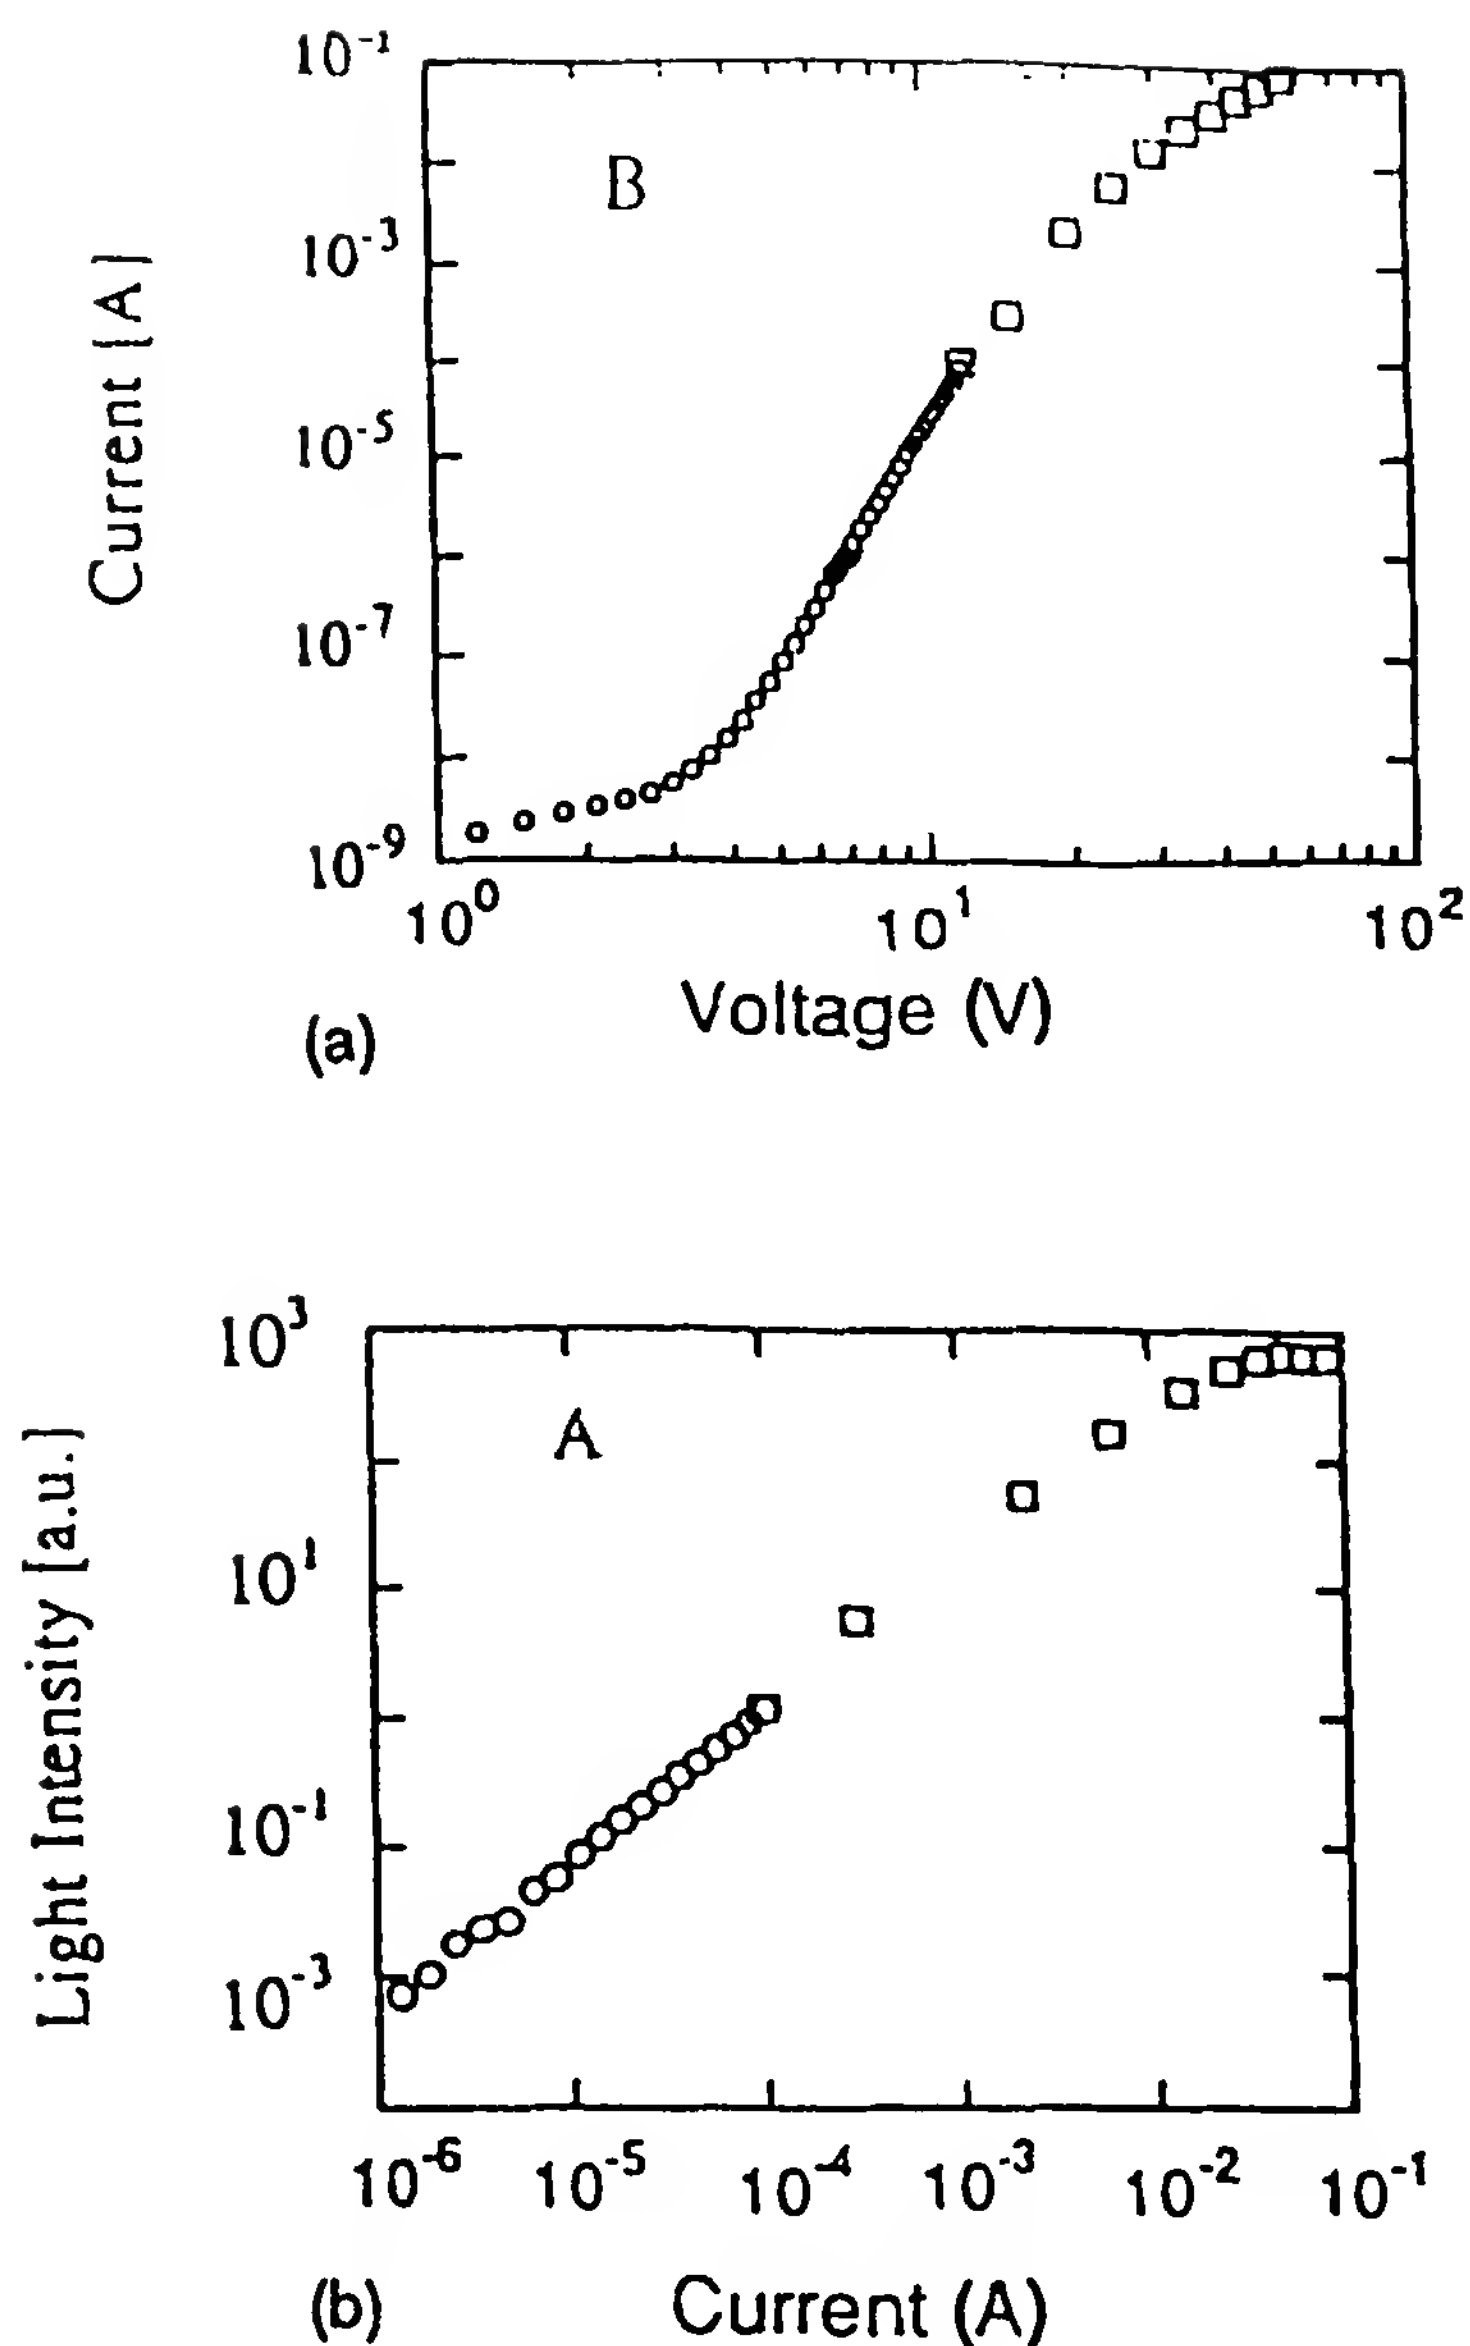 10⁻¹
B
10⁻³
Current [A]
10⁻⁵
10⁻⁷
10⁻⁹
10⁰ 10¹ 10²
Voltage (V)
(a)
10³
A
10¹
Light Intensity [a.u.]
10⁻¹
10⁻³
10⁻⁶ 10⁻⁵ 10⁻⁴ 10⁻³ 10⁻² 10⁻¹
(b) Current (A)